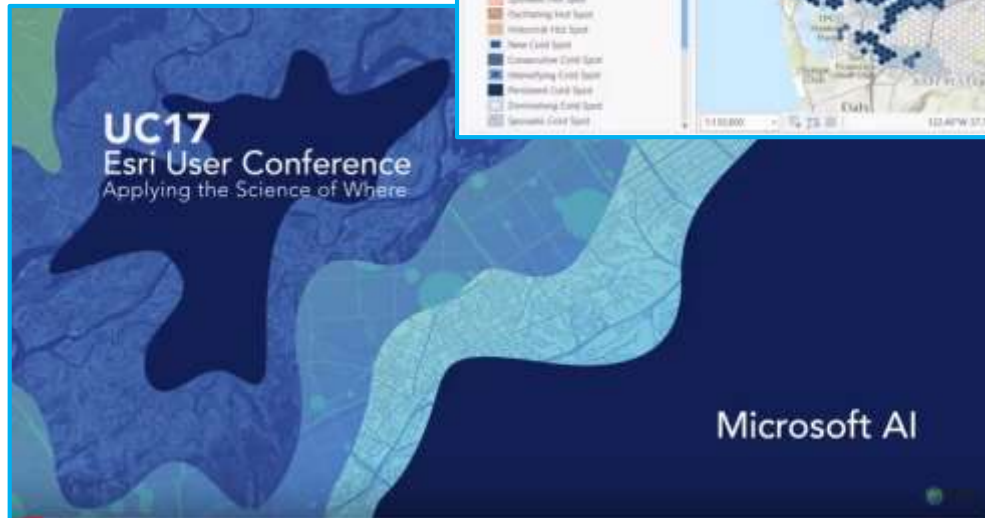 Oscillating Hot Spot
Historical Hot Spot
New Cold Spot
Consecutive Cold Spot
Intensifying Cold Spot
Persistent Cold Spot
Diminishing Cold Spot
Sporadic Cold Spot
UC17
Esri User Conference
Applying the Science of Where
Microsoft AI